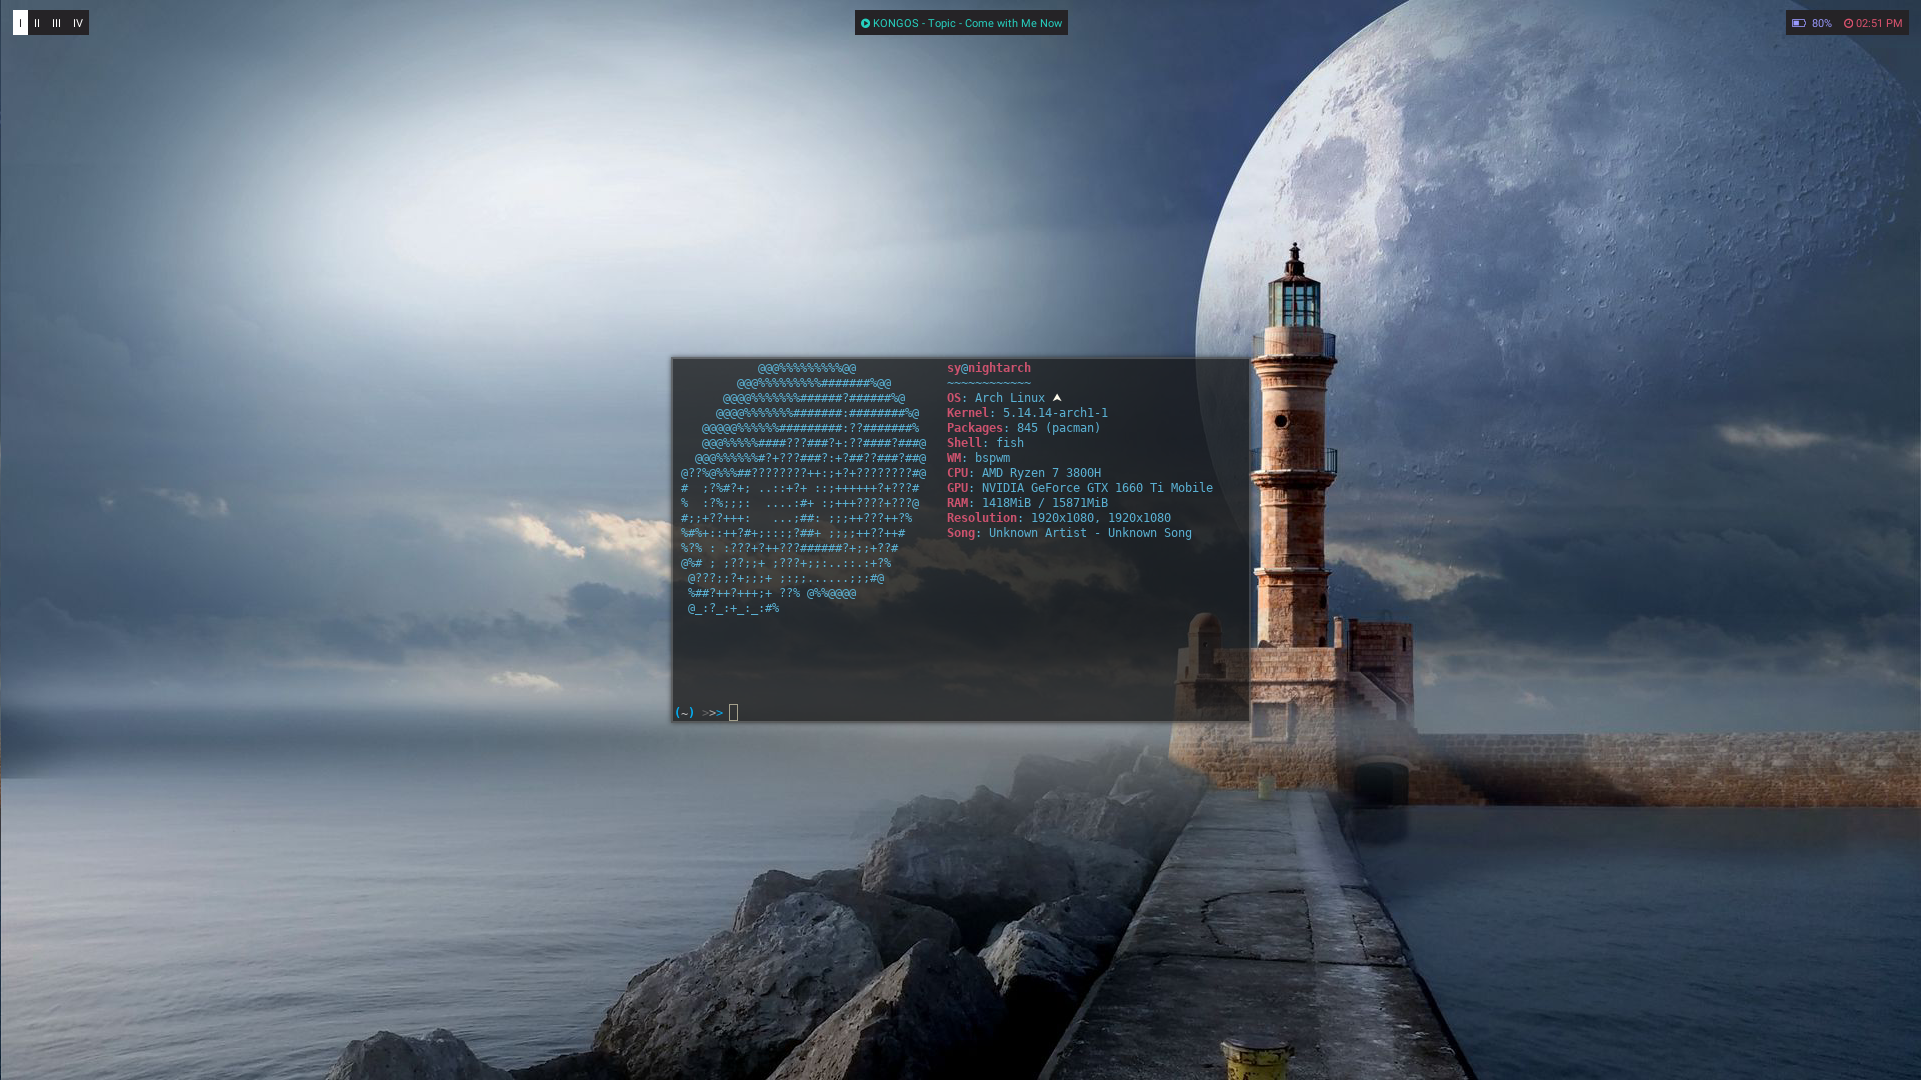 I II III IV
KONGOS - Topic - Come with Me Now
80% 02:51 PM
@@@%%%%%%%%%@@
@@@%%%%%%%%%#######%@@
@@@@%%%%%%%######?######%@
@@@@%%%%%%%#######:########%@
@@@@@%%%%%%#########:??#######%
@@@%%%%%####???###?+:??####?###@
@@@%%%%%%#?+???###?:+?##??###?##@
@??%@%%%##????????++:;+?+????????#@
#  ;?%#?+; ..::+?+ ::;++++++?+???#
%  :?%;;;:  ....:#+ :;+++????+???@
#;;+??+++:   ...;##: ;;;++???++?%
%#%+::++?#+;:::;?##+ ;;;;++??++#
%?% : :???+?++???######?+;;+??#
@%# ; ;??;;+ ;???+;;:..::.:+?%
@???;;?+;;;+ ;:;;......;;;#@
%##?++?+++;+ ??% @%%@@@@
@_:?_:+_:_:#%
sy@nightarch
~~~~~~~~~~~~
OS: Arch Linux
Kernel: 5.14.14-arch1-1
Packages: 845 (pacman)
Shell: fish
WM: bspwm
CPU: AMD Ryzen 7 3800H
GPU: NVIDIA GeForce GTX 1660 Ti Mobile
RAM: 1418MiB / 15871MiB
Resolution: 1920x1080, 1920x1080
Song: Unknown Artist - Unknown Song
(~) >>>